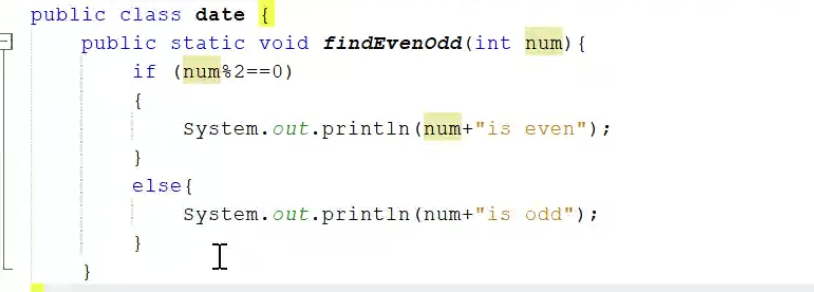 public class date {
public static void findEvenOdd(int num){
if (num%2==0)
{
System.out.println(num+"is even");
}
else{
System.out.println(num+"is odd");
}
}